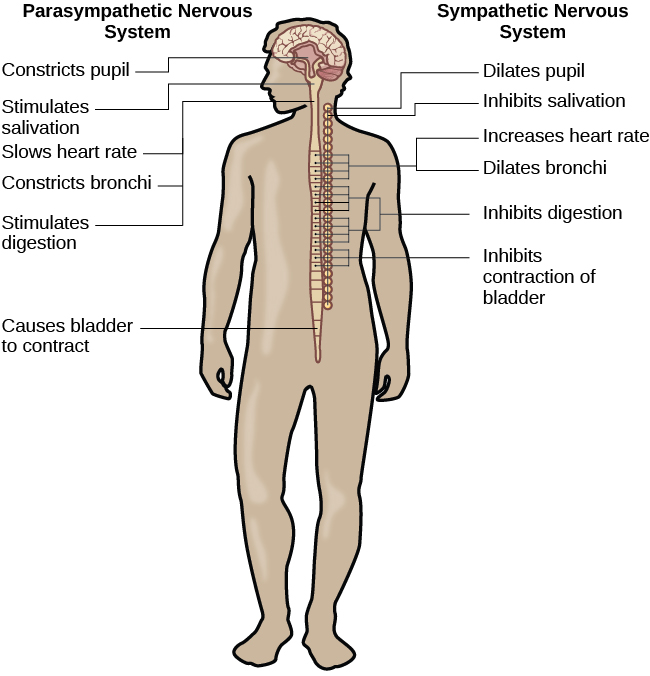 Parasympathetic Nervous
System
Constricts pupil
Stimulates
salivation
Slows heart rate
Constricts bronchi
Stimulates
digestion
Causes bladder
to contract
Sympathetic Nervous
System
Dilates pupil
Inhibits salivation
Increases heart rate
Dilates bronchi
Inhibits digestion
Inhibits
contraction of
bladder